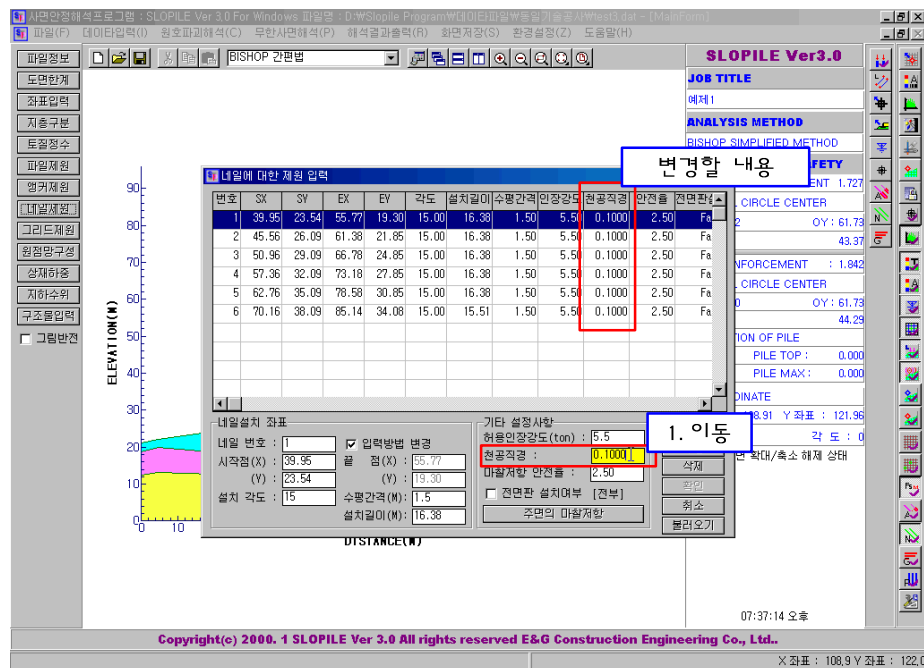 사면안정해석프로그램 : SLOPILE Ver 3.0 For Windows 파일명 : D:\Slopile Program\데이타파일\동일기술공사\test3.dat - [MainForm]
파일(F) 데이타입력(I) 원호파괴해석(C) 무한사면해석(P) 해석결과출력(R) 화면저장(S) 환경설정(Z) 도움말(H)
파일정보
도면한계
좌표입력
지층구분
토질정수
파일제원
앵커제원
네일제원
그리드제원
원점망구성
상재하중
지하수위
구조물입력
그림반전
BISHOP 간편법
SLOPILE Ver3.0
JOB TITLE
예제1
ANALYSIS METHOD
BISHOP SIMPLIFIED METHOD
FETY
ENT 1.727
CIRCLE CENTER
2 OY : 61.73
43.37
NFORCEMENT : 1.842
CIRCLE CENTER
0 OY : 61.73
44.29
ION OF PILE
PILE TOP : 0.000
PILE MAX : 0.000
DINATE
8.91 Y 좌표 : 121.96
각 도 : 0
면 확대/축소 해제 상태
07:37:14 오후
변경할 내용
네일에 대한 제원 입력
번호 SX SY EX EY 각도 설치길이 수평간격 인장강도 천공직경 안전율 전면판
1 39.95 23.54 55.77 19.30 15.00 16.38 1.50 5.50 0.1000 2.50 Fa
2 45.56 26.09 61.38 21.85 15.00 16.38 1.50 5.50 0.1000 2.50 Fa
3 50.96 29.09 66.78 24.85 15.00 16.38 1.50 5.50 0.1000 2.50 Fa
4 57.36 32.09 73.18 27.85 15.00 16.38 1.50 5.50 0.1000 2.50 Fa
5 62.76 35.09 78.58 30.85 15.00 16.38 1.50 5.50 0.1000 2.50 Fa
6 70.16 38.09 85.14 34.08 15.00 15.51 1.50 5.50 0.1000 2.50 Fa
네일설치 좌표
네일 번호 : 1 입력방법 변경
시작점(X) : 39.95 끝 점(X) : 55.77
(Y) : 23.54 (Y) : 19.30
설치 각도 : 15 수평간격(M): 1.5
설치길이(M): 16.38
기타 설정사항
허용인장강도(ton) : 5.5
천공직경 : 0.1000
마찰저항 안전율 : 2.50
전면판 설치여부 [전부]
주면의 마찰저항
1. 이동
삭제
확인
취소
불러오기
ELEVATION(M)
90
80
70
60
50
40
30
20
10
0
0 10
DISTANCE(M)
Copyright(c) 2000. 1 SLOPILE Ver 3.0 All rights reserved E&G Construction Engineering Co., Ltd..
X 좌표 : 108.9 Y 좌표 : 122.0